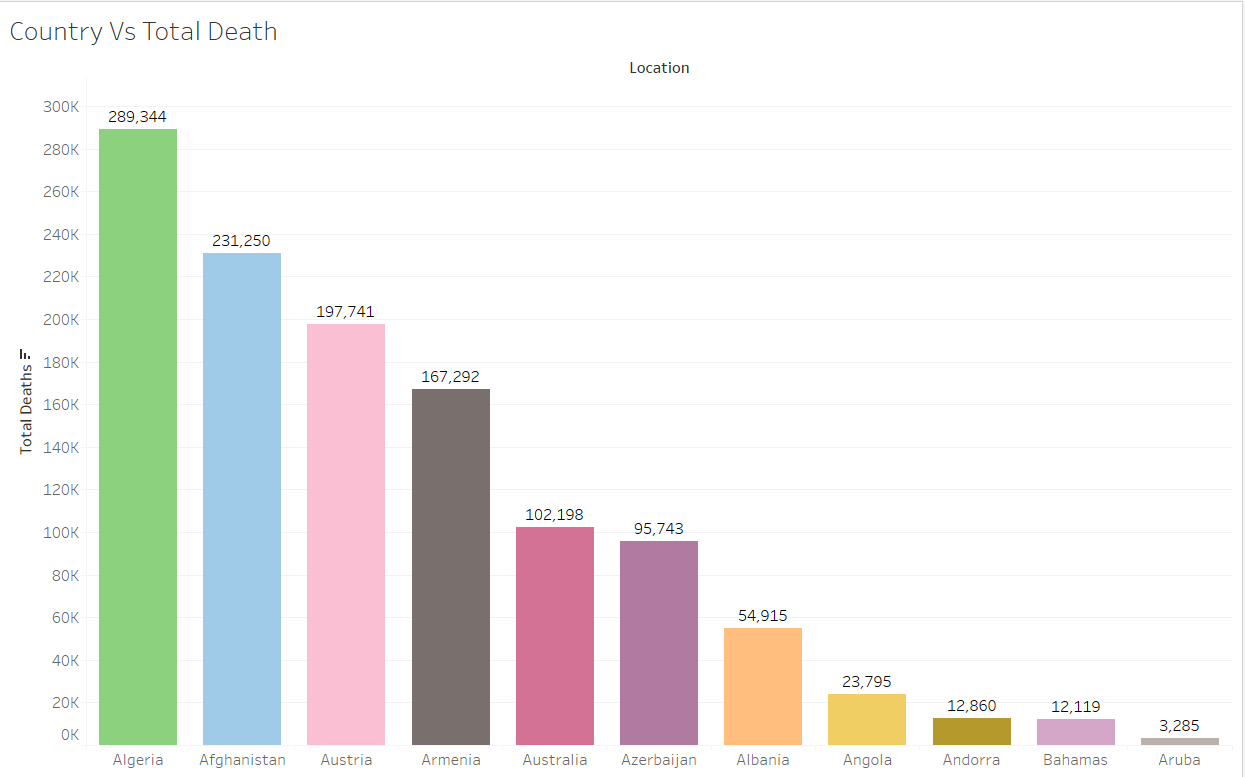 Country Vs Total Death
Location
Total Deaths
300K
280K
260K
240K
220K
200K
180K
160K
140K
120K
100K
80K
60K
40K
20K
0K
289,344
231,250
197,741
167,292
102,198
95,743
54,915
23,795
12,860
12,119
3,285
Algeria
Afghanistan
Austria
Armenia
Australia
Azerbaijan
Albania
Angola
Andorra
Bahamas
Aruba